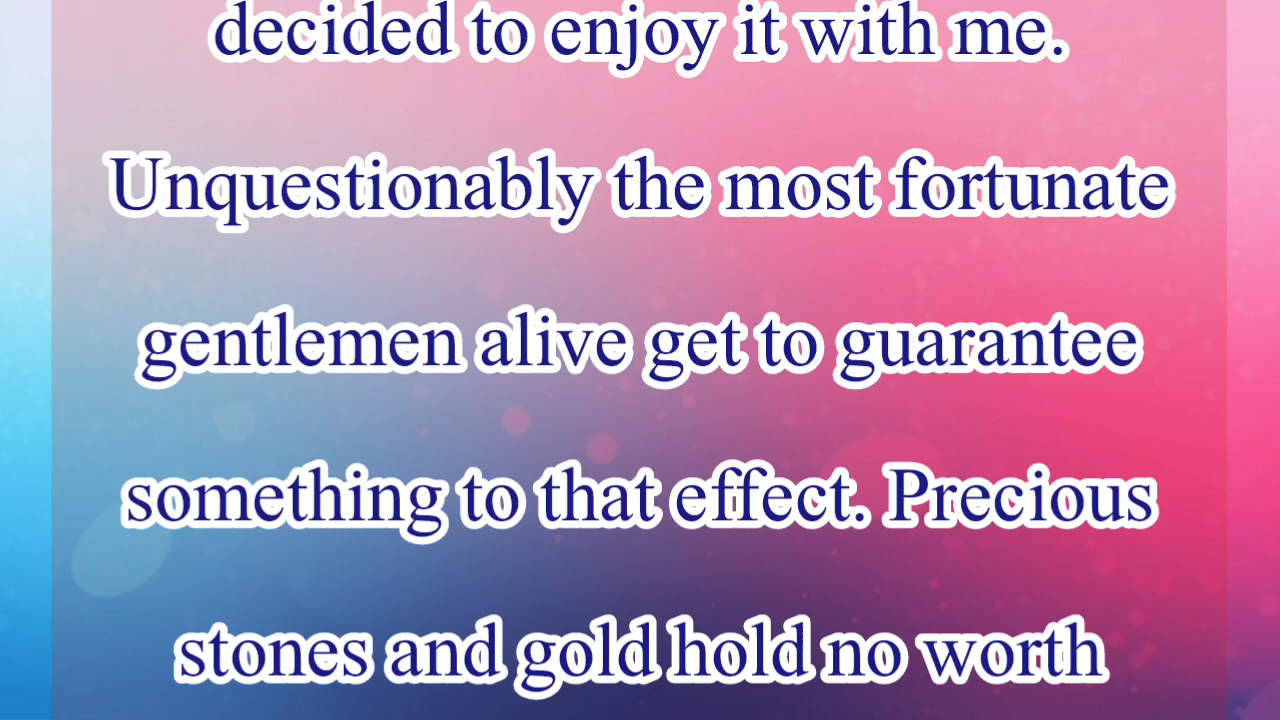 decided to enjoy it with me.
Unquestionably the most fortunate
gentlemen alive get to guarantee
something to that effect. Precious
stones and gold hold no worth